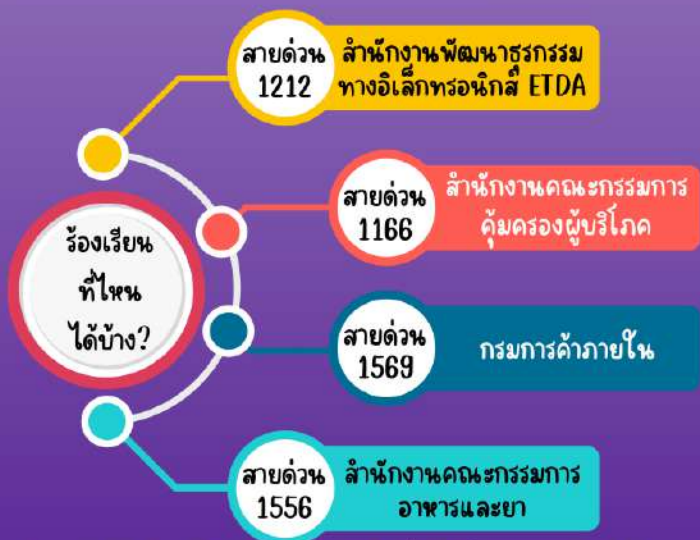 ร้องเรียน
ที่ไหน
ได้บ้าง?
สายด่วน
1212
สำนักงานพัฒนาธุรกรรม
ทางอิเล็กทรอนิกส์ ETDA
สายด่วน
1166
สำนักงานคณะกรรมการ
คุ้มครองผู้บริโภค
สายด่วน
1569
กรมการค้าภายใน
สายด่วน
1556
สำนักงานคณะกรรมการ
อาหารและยา